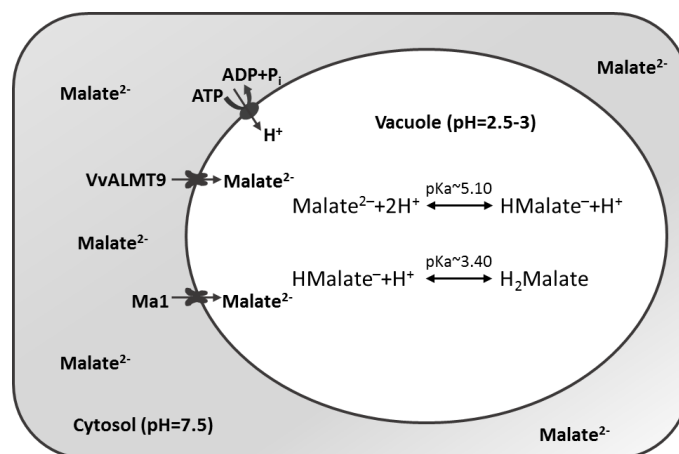 Malate²⁻
ADP+Pᵢ
ATP
H⁺
Malate²⁻
Vacuole (pH=2.5-3)
VvALMT9
Malate²⁻
Malate²⁻+2H⁺
pKa~5.10
HMalate⁻+H⁺
Malate²⁻
HMalate⁻+H⁺
pKa~3.40
H₂Malate
Ma1
Malate²⁻
Malate²⁻
Cytosol (pH=7.5)
Malate²⁻